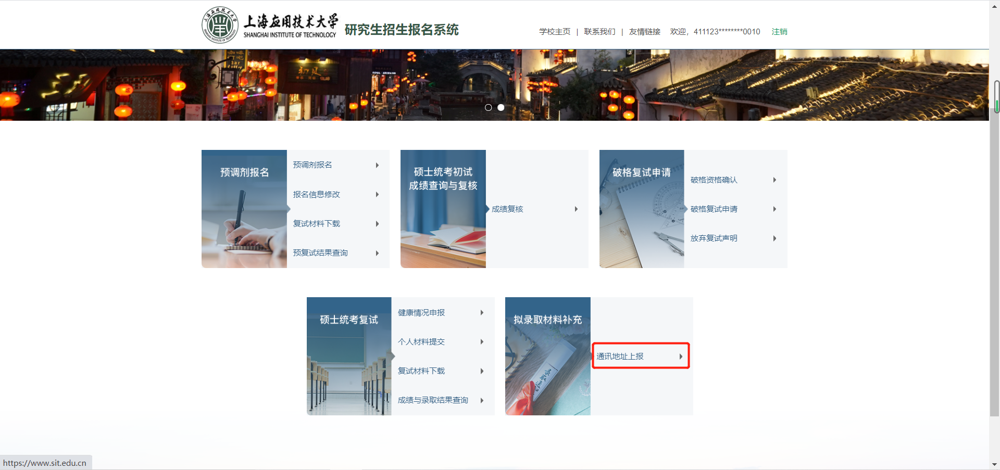 上海应用技术大学
SHANGHAI INSTITUTE OF TECHNOLOGY
研究生招生报名系统
学校主页 | 联系我们 | 友情链接 欢迎，411123********0010 注销
预调剂报名
预调剂报名
报名信息修改
复试材料下载
预复试结果查询
硕士统考初试
成绩查询与复核
成绩复核
破格复试申请
破格资格确认
破格复试申请
放弃复试声明
硕士统考复试
健康情况申报
个人材料提交
复试材料下载
成绩与录取结果查询
拟录取材料补充
通讯地址上报
https://www.sit.edu.cn